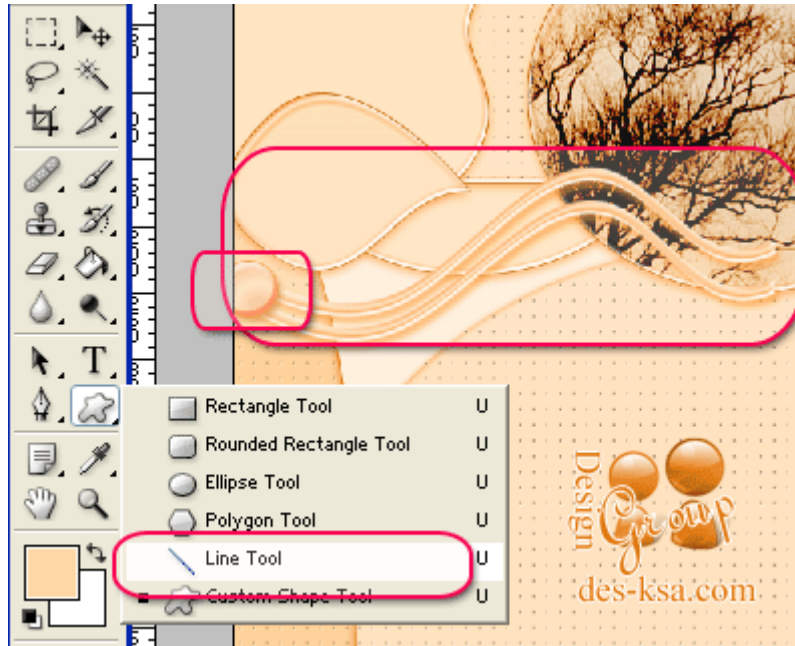 T
Rectangle Tool U
Rounded Rectangle Tool U
Ellipse Tool U
Polygon Tool U
Line Tool U
Custom Shape Tool U
Design
Group
des-ksa.com